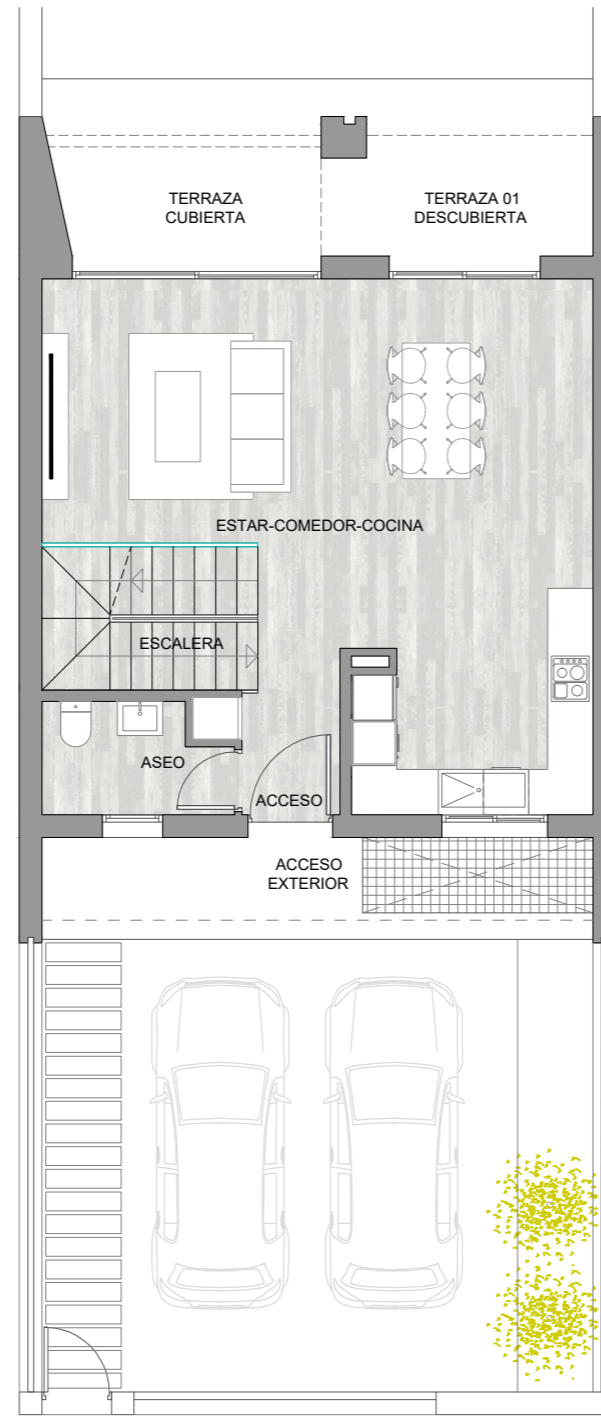 TERRAZA
CUBIERTA
TERRAZA 01
DESCUBIERTA
ESTAR-COMEDOR-COCINA
ESCALERA
ASEO
ACCESO
ACCESO
EXTERIOR